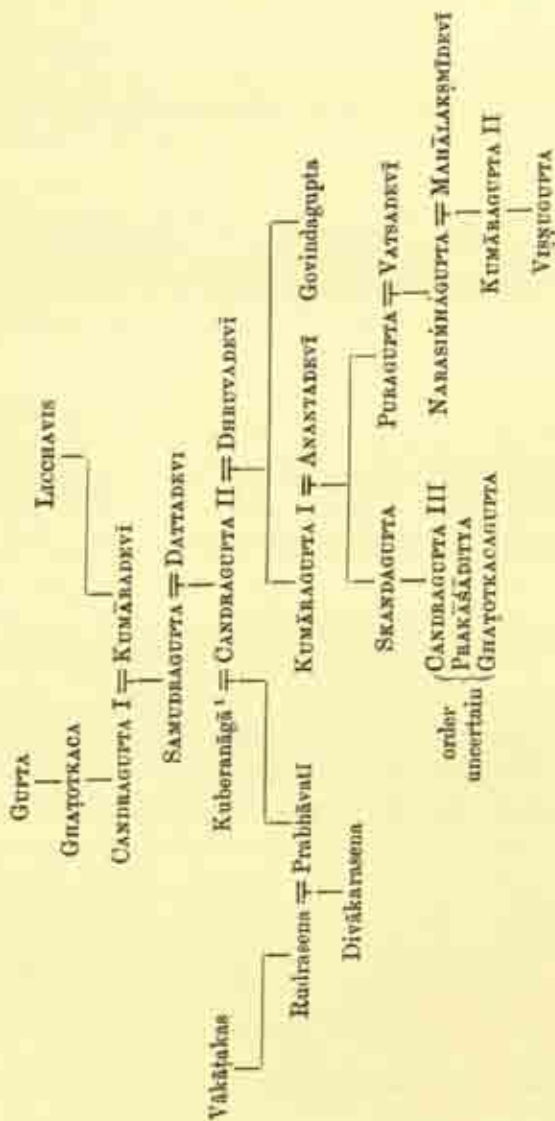 GUPTA
GHAṬOTKACA
LICCHAVIS
CANDRAGUPTA I = KUMĀRADEVĪ
SAMUDRAGUPTA = DATTADEVI
Vākāṭakas
Kuberanāgā ¹ = CANDRAGUPTA II = DHRUVADEVĪ
Rudrasena = Prabhāvatī
KUMĀRAGUPTA I = ANANTADEVĪ
Govindagupta
Divākarasena
SKANDAGUPTA
PURAGUPTA = VATSADEVĪ
order uncertain { CANDRAGUPTA III
PRAKĀŚĀDITYA
GHAṬOTKACAGUPTA
NARASIṀHAGUPTA = MAHĀLAKṢMĪDEVĪ
KUMĀRAGUPTA II
VIṢṆUGUPTA